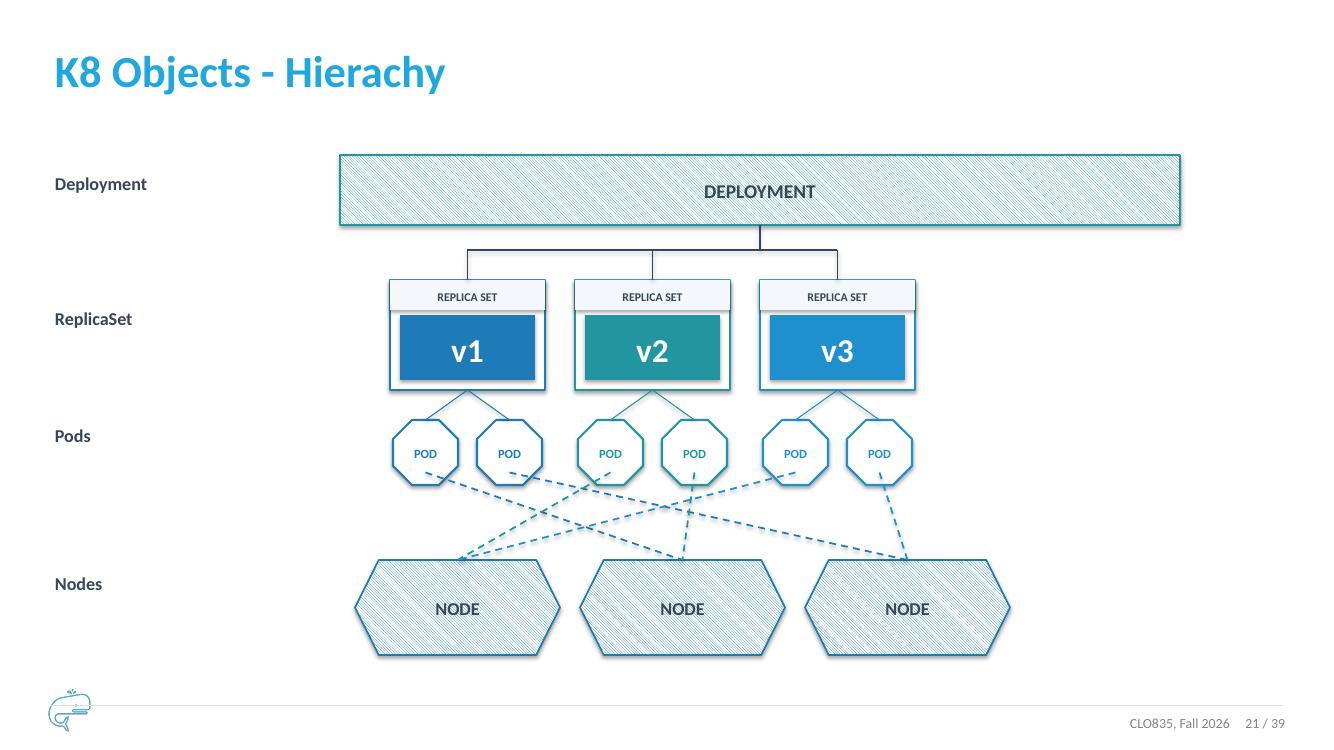 K8 Objects - Hierachy
Deployment
DEPLOYMENT
REPLICA SET REPLICA SET REPLICA SET
ReplicaSet
v1 v2 v3
Pods
POD POD POD POD POD POD
Nodes
NODE NODE NODE
CLO835, Fall 2026 21 / 39